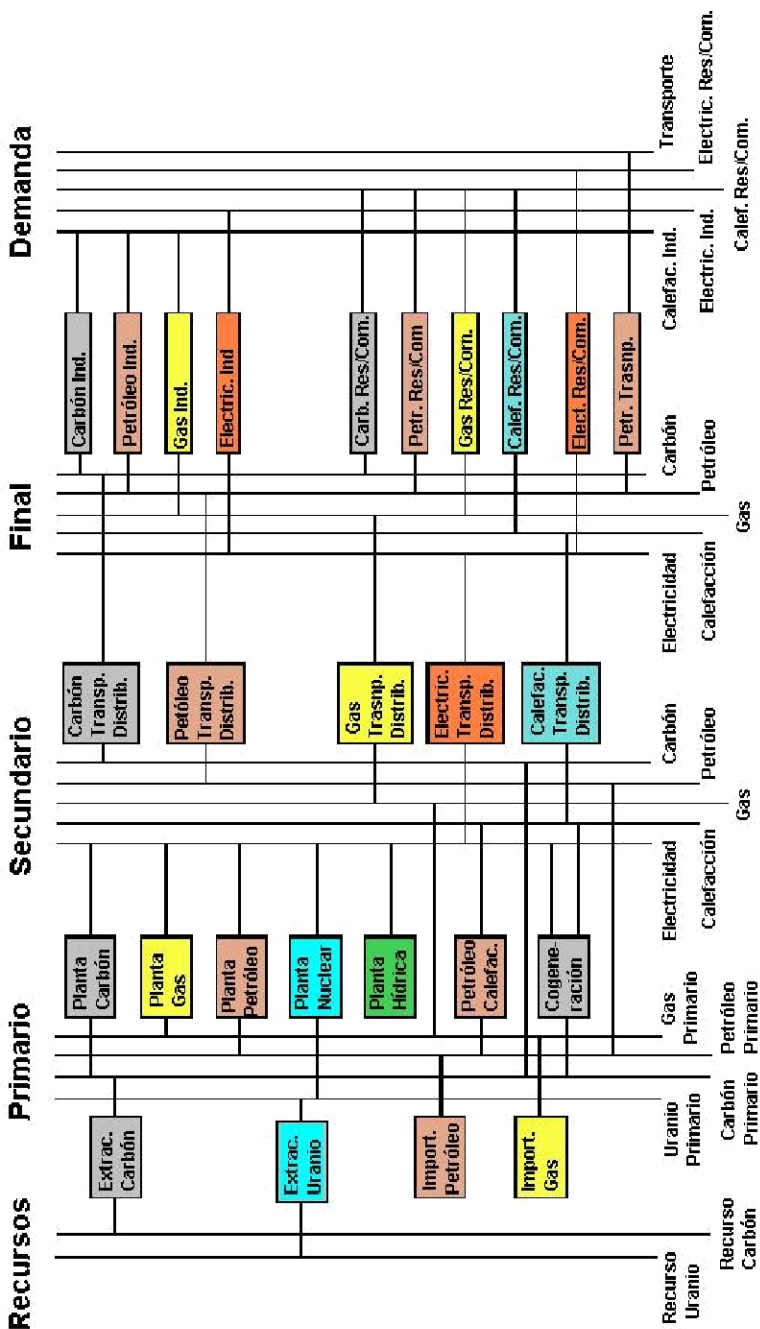 Recursos
Primario
Secundario
Final
Demanda
Extrac.
Carbón
Extrac.
Uranio
Import.
Petróleo
Import.
Gas
Planta
Carbón
Planta
Gas
Planta
Petróleo
Planta
Nuclear
Planta
Hídrica
Petróleo
Calefac.
Cogene-
ración
Carbón
Transp.
Distrib.
Petóleo
Transp.
Distrib.
Gas
Trasnp.
Distrib.
Electric.
Transp.
Distrib.
Calefac.
Transp.
Distrib.
Carbón Ind.
Petróleo Ind.
Gas Ind.
Electric. Ind
Carb. Res/Com.
Petr. Res/Com
Gas Res/Com.
Calef. Res/Com.
Elect. Res/Com.
Petr. Trasnp.
Recurso
Uranio
Recurso
Carbón
Uranio
Primario
Carbón
Primario
Petróleo
Primario
Gas
Primario
Electricidad
Calefacción
Gas
Petróleo
Carbón
Electricidad
Calefacción
Gas
Petróleo
Carbón
Calefac. Ind.
Electric. Ind.
Calef. Res/Com.
Electric. Res/Com.
Transporte